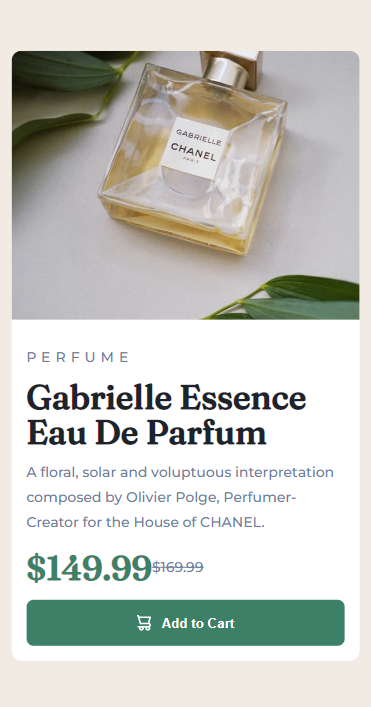 GABRIELLE
CHANEL
PARIS
PERFUME
Gabrielle Essence
Eau De Parfum
A floral, solar and voluptuous interpretation
composed by Olivier Polge, Perfumer-
Creator for the House of CHANEL.
$149.99 $169.99
Add to Cart